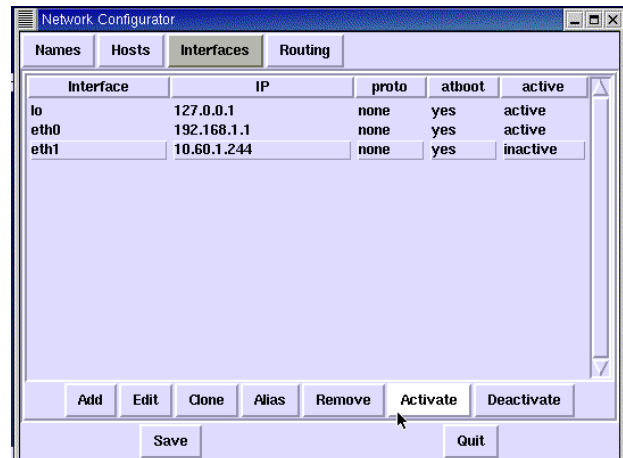 Network Configurator
Names Hosts Interfaces Routing
Interface IP proto atboot active
lo 127.0.0.1 none yes active
eth0 192.168.1.1 none yes active
eth1 10.60.1.244 none yes inactive
Add Edit Clone Alias Remove Activate Deactivate
Save Quit